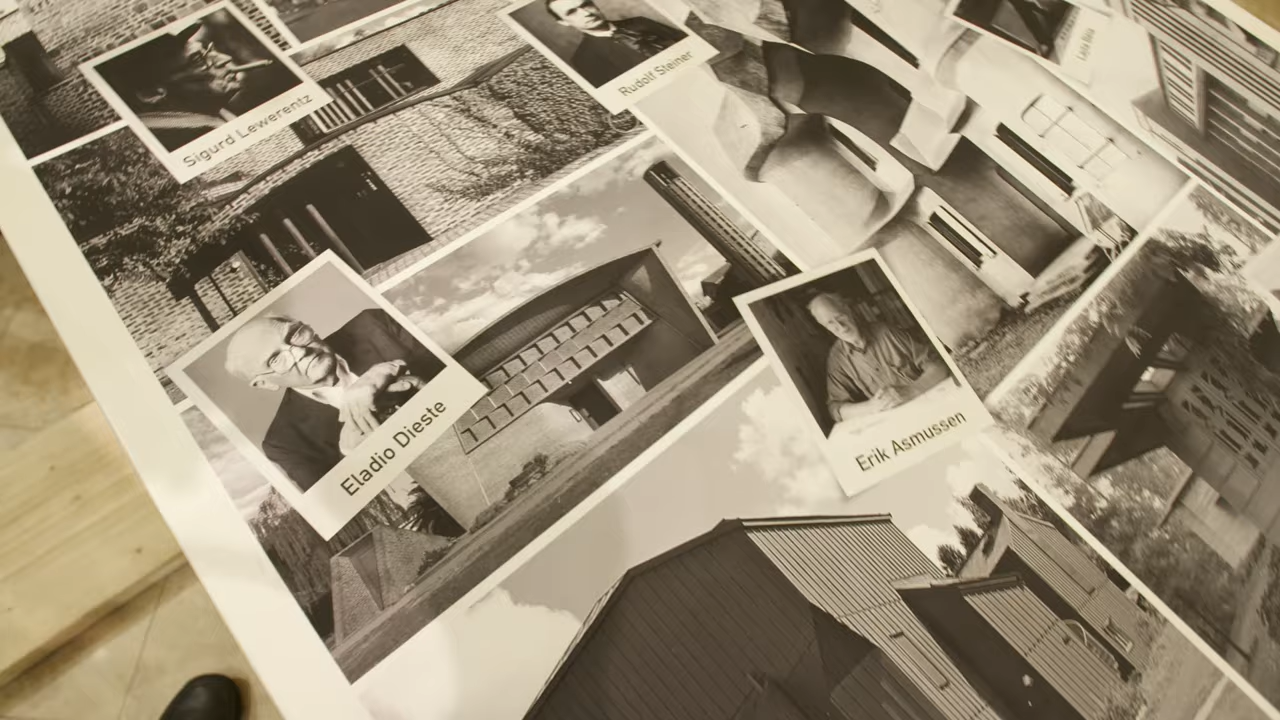 Sigurd Lewerentz
Rudolf Steiner
Eladio Dieste
Erik Asmussen